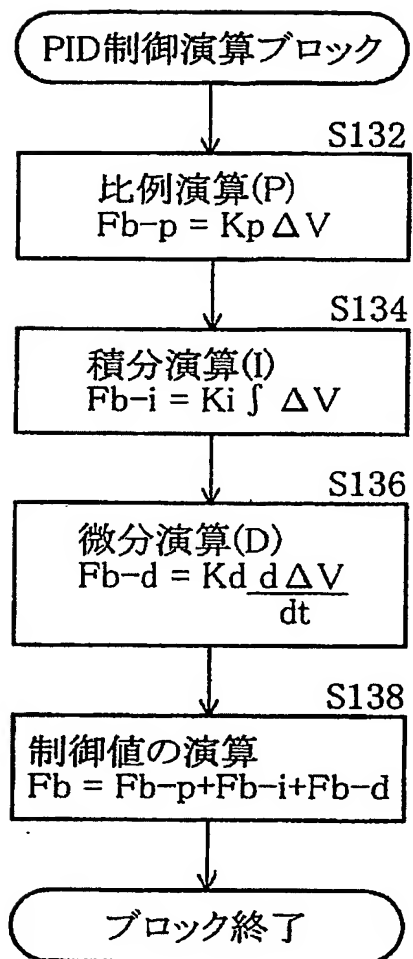 PID制御演算ブロック
S132
比例演算(P)
Fb-p = Kp ΔV
S134
積分演算(I)
Fb-i = Ki ∫ ΔV
S136
微分演算(D)
Fb-d = Kd dΔV
dt
S138
制御値の演算
Fb = Fb-p+Fb-i+Fb-d
ブロック終了